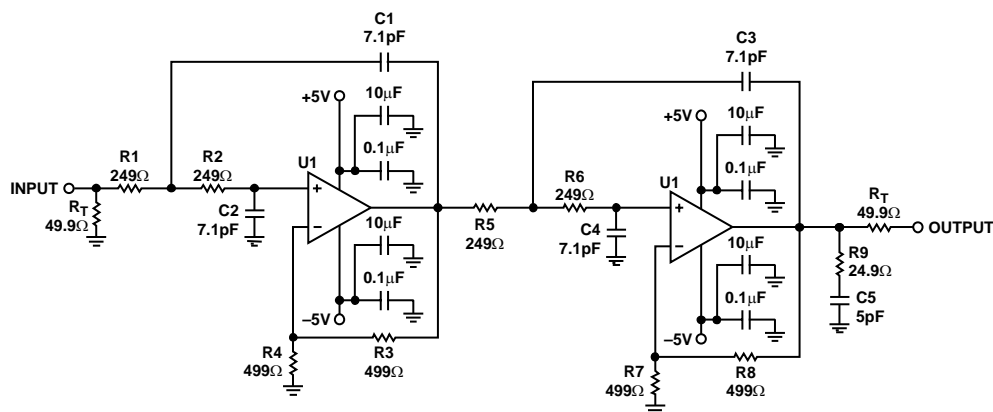 C1
7.1pF
C3
7.1pF
+5V
10μF
0.1μF
+5V
10μF
0.1μF
INPUT
R1
249Ω
R2
249Ω
U1
+
−
RT
49.9Ω
C2
7.1pF
10μF
0.1μF
–5V
R5
249Ω
R6
249Ω
U1
+
−
C4
7.1pF
10μF
0.1μF
–5V
RT
49.9Ω
OUTPUT
R9
24.9Ω
C5
5pF
R4
499Ω
R3
499Ω
R7
499Ω
R8
499Ω